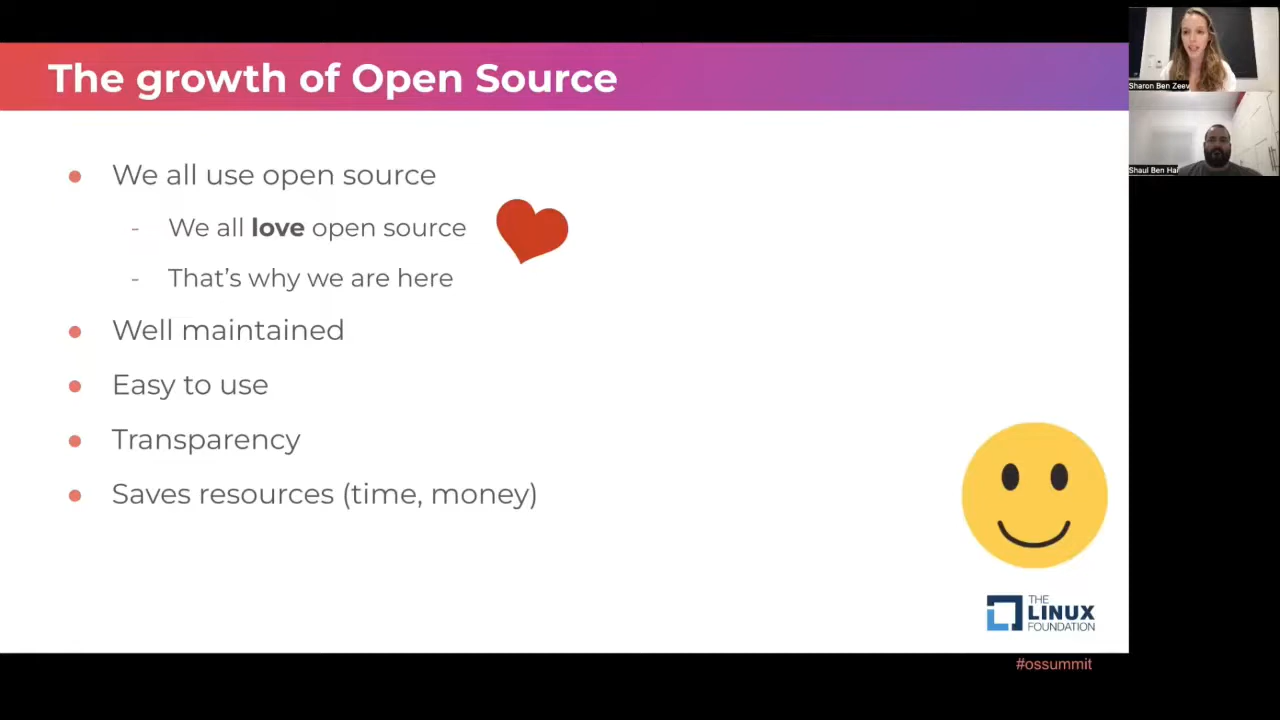 The growth of Open Source
We all use open source
- We all love open source
- That's why we are here
Well maintained
Easy to use
Transparency
Saves resources (time, money)
THE
LINUX
FOUNDATION
#ossummit
Sharon Ben Zeev
Shaul Ben Ha